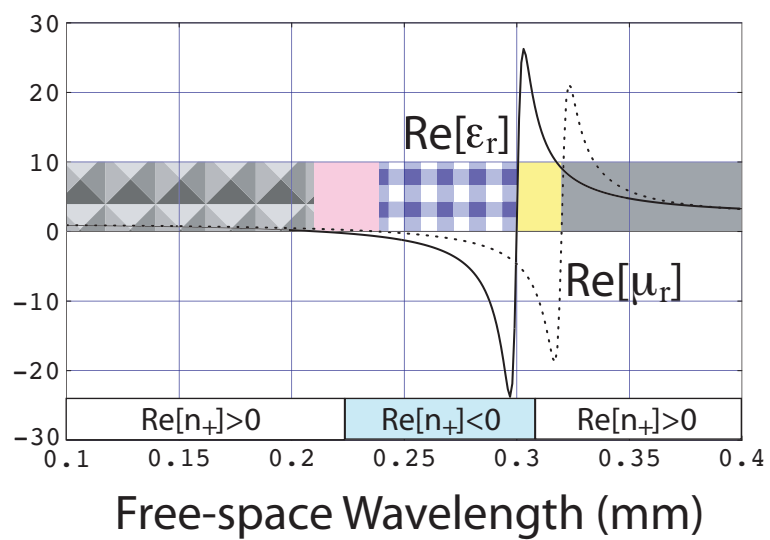 30
20
10
0
−10
−20
−30
Re[εᵣ]
Re[μᵣ]
Re[n₊]>0 Re[n₊]<0 Re[n₊]>0
0.1 0.15 0.2 0.25 0.3 0.35 0.4
Free-space Wavelength (mm)